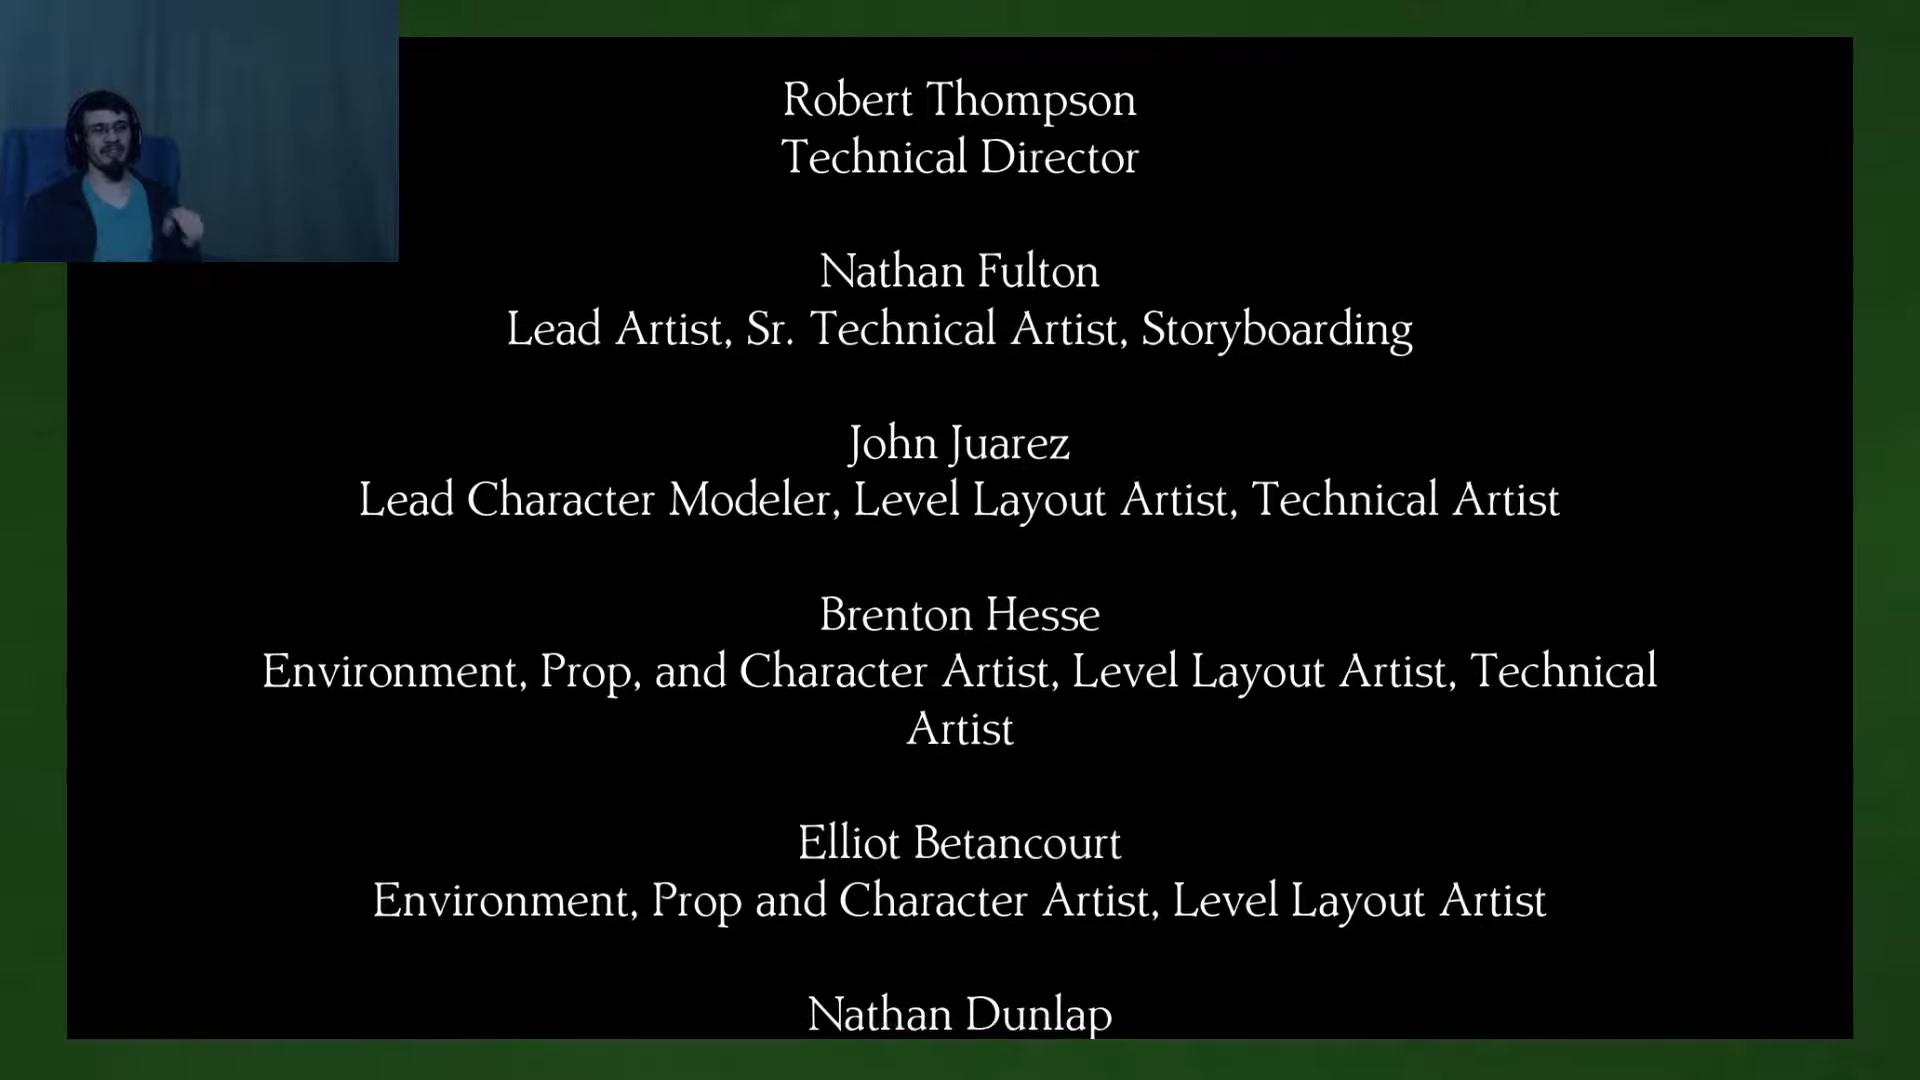 Robert Thompson
Technical Director
Nathan Fulton
Lead Artist, Sr. Technical Artist, Storyboarding
John Juarez
Lead Character Modeler, Level Layout Artist, Technical Artist
Brenton Hesse
Environment, Prop, and Character Artist, Level Layout Artist, Technical
Artist
Elliot Betancourt
Environment, Prop and Character Artist, Level Layout Artist
Nathan Dunlap